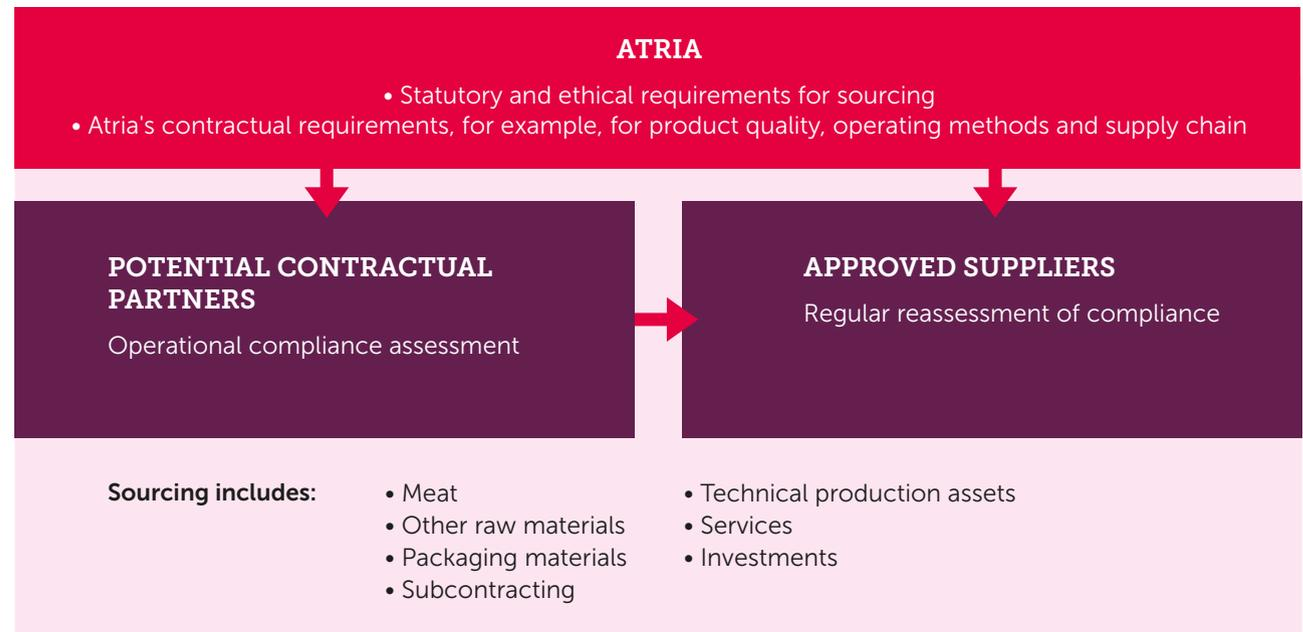 ATRIA
• Statutory and ethical requirements for sourcing
• Atria's contractual requirements, for example, for product quality, operating methods and supply chain
POTENTIAL CONTRACTUAL
PARTNERS
Operational compliance assessment
APPROVED SUPPLIERS
Regular reassessment of compliance
Sourcing includes:
• Meat
• Other raw materials
• Packaging materials
• Subcontracting
• Technical production assets
• Services
• Investments